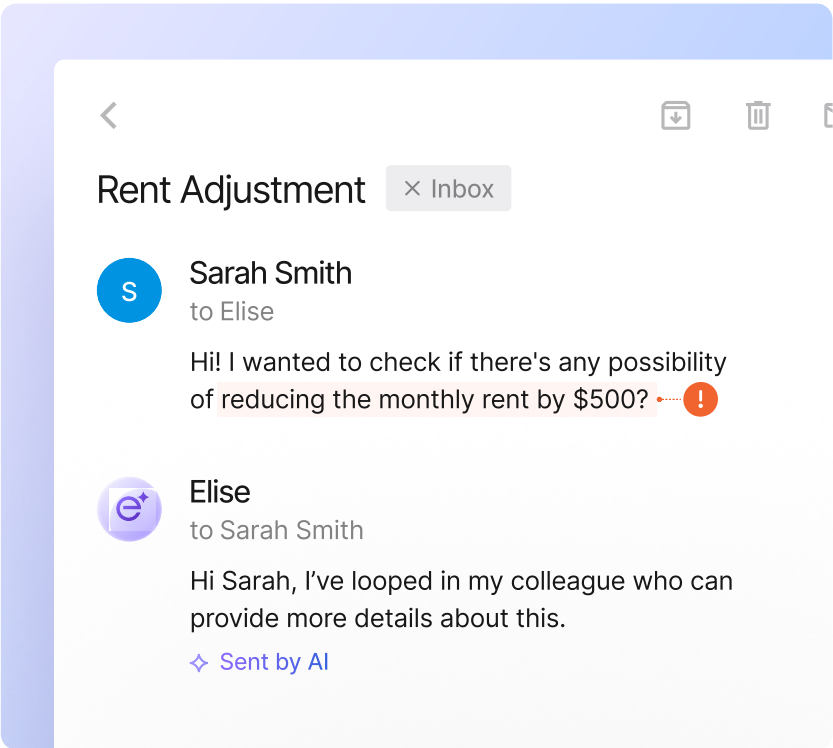 Rent Adjustment
Inbox
S
Sarah Smith
to Elise
Hi! I wanted to check if there's any possibility
of reducing the monthly rent by $500?
!
e
Elise
to Sarah Smith
Hi Sarah, I’ve looped in my colleague who can
provide more details about this.
Sent by AI